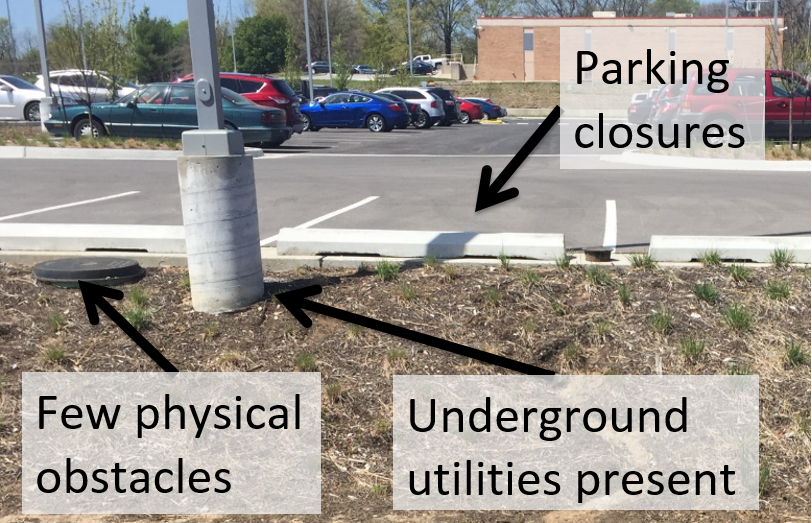 Parking
closures
Few physical
obstacles
Underground
utilities present